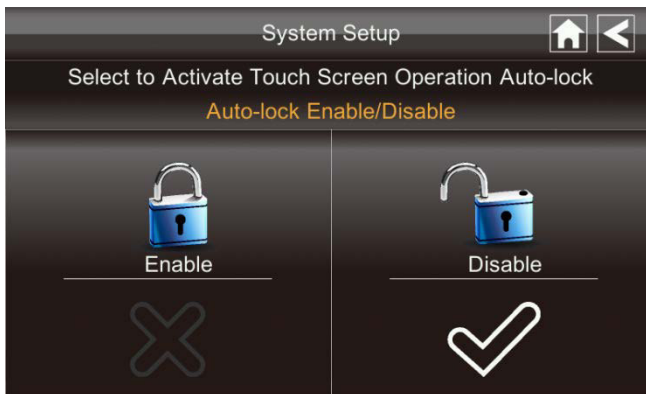 System Setup
Select to Activate Touch Screen Operation Auto-lock
Auto-lock Enable/Disable
Enable
Disable